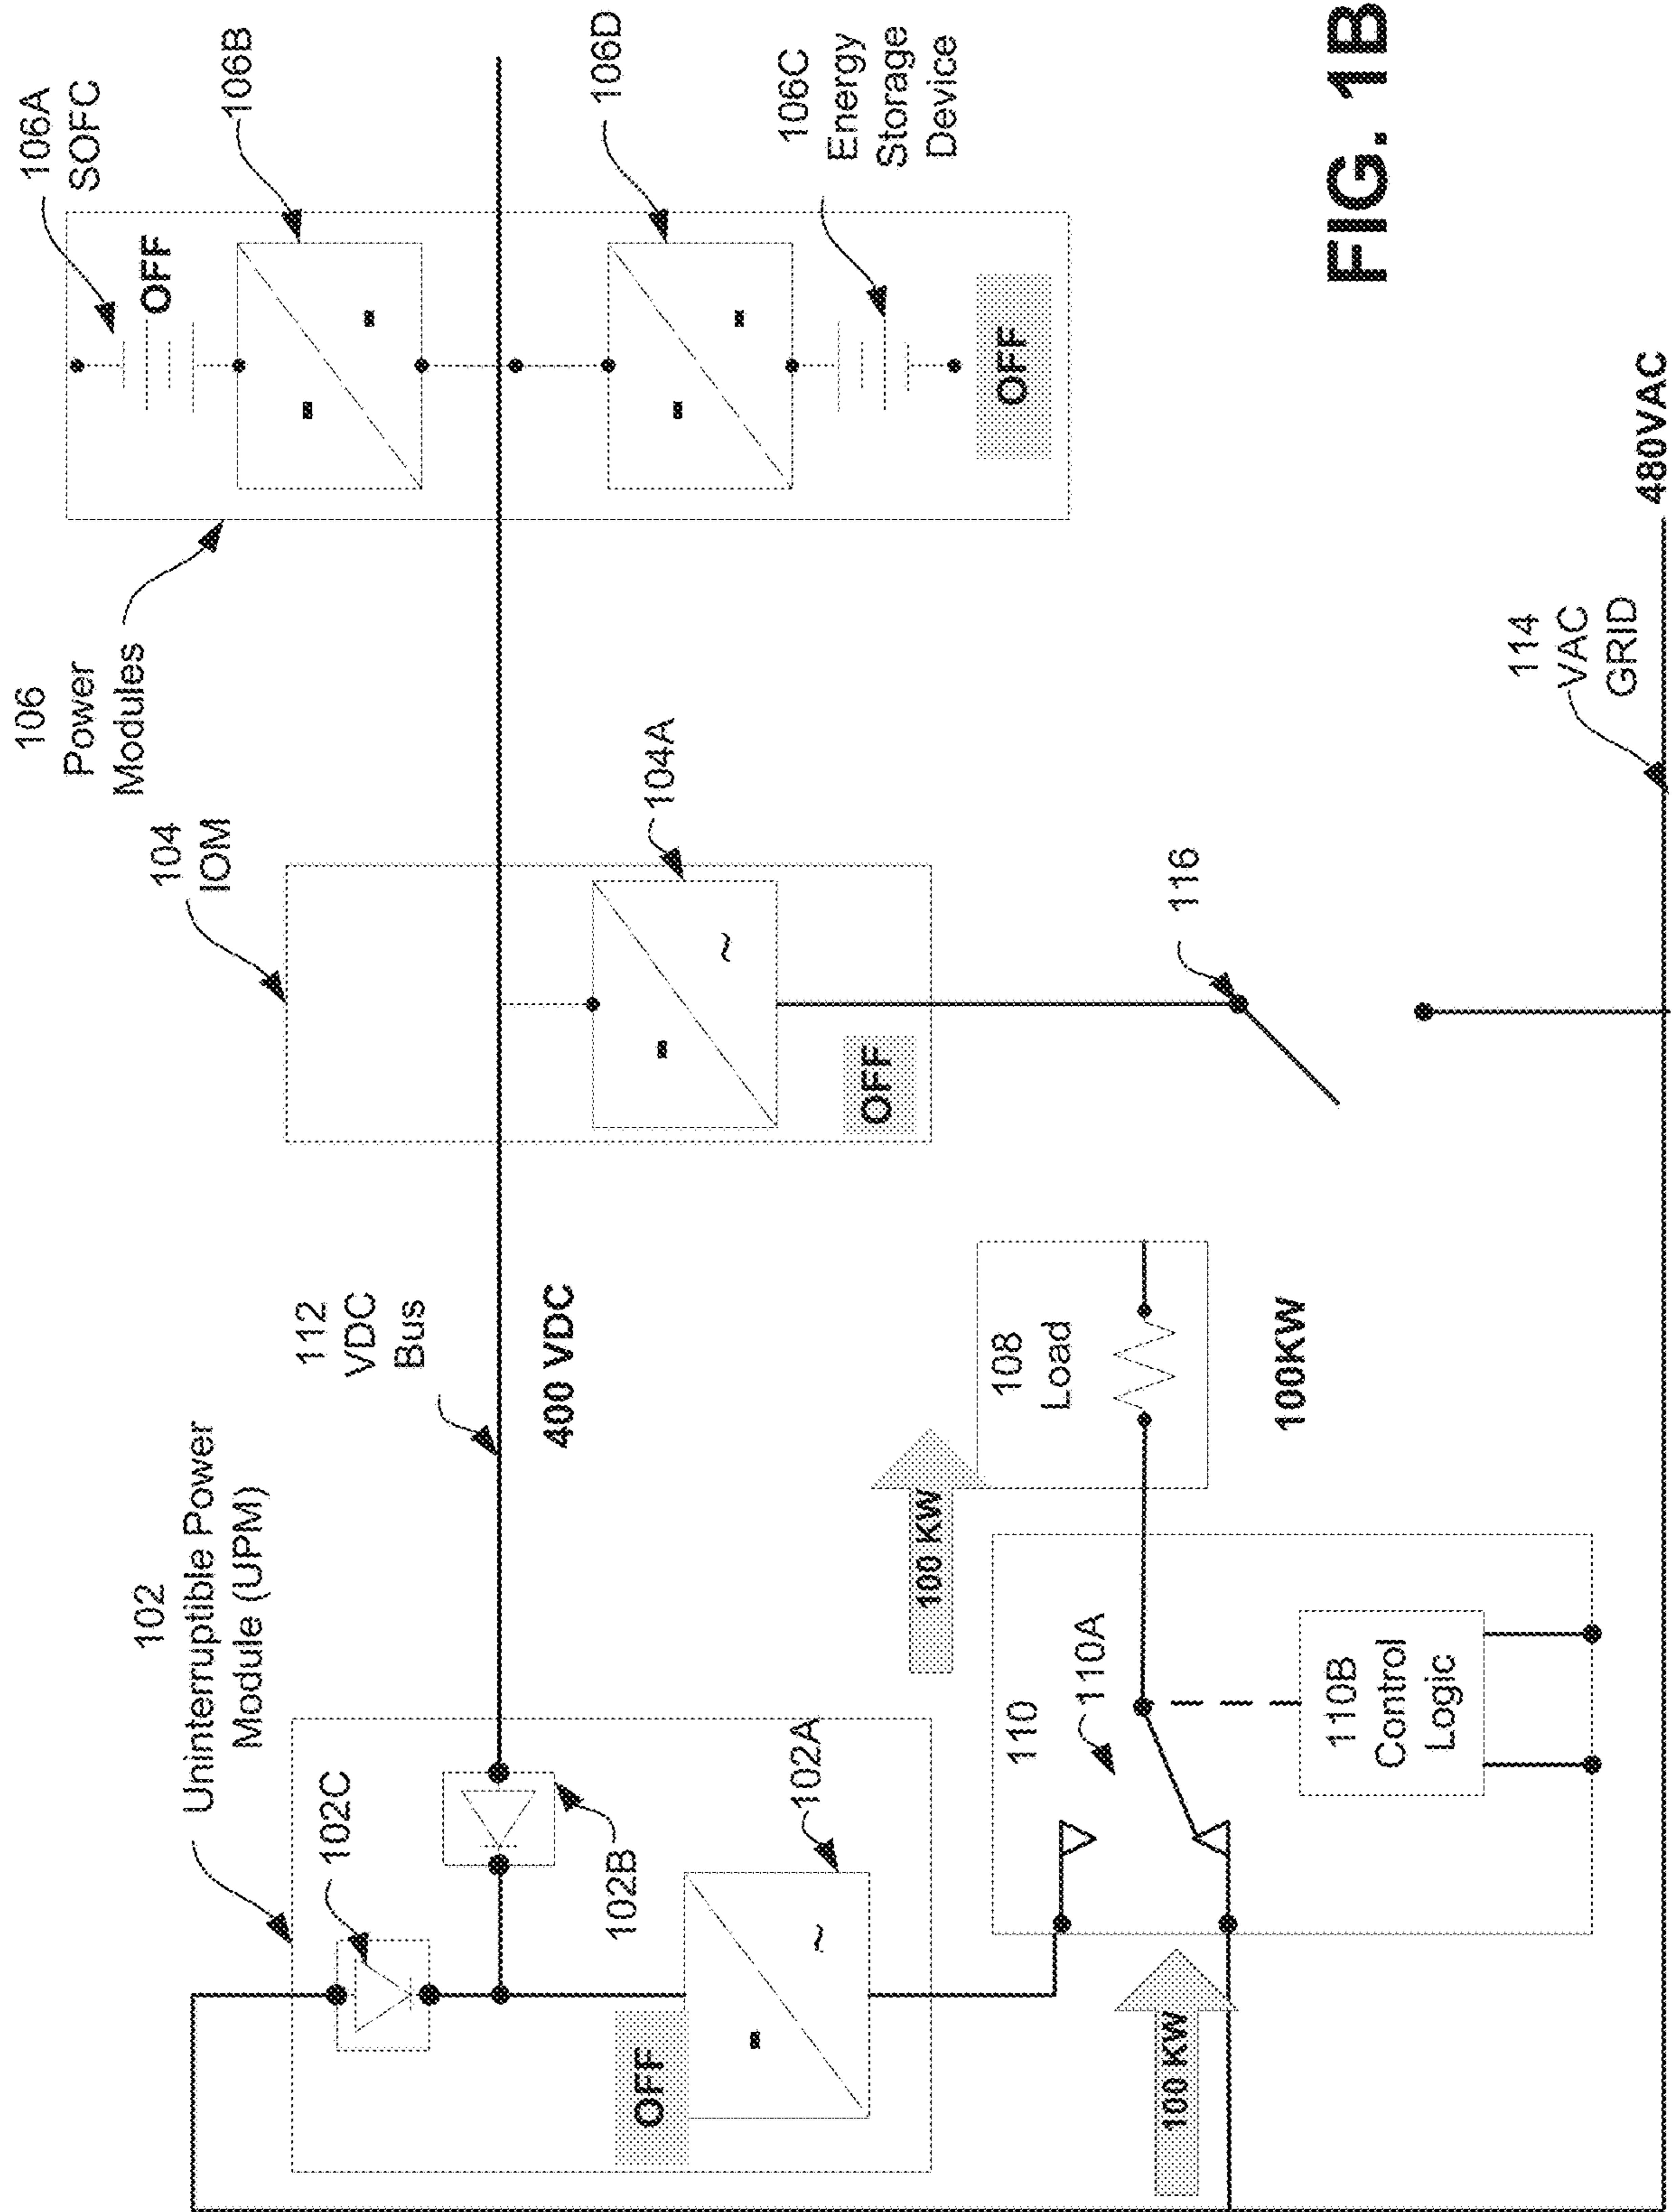 102
Uninterruptible Power
Module (UPM)
102C
102B
102A
OFF
112
VDC
Bus
400 VDC
104
IOM
104A
OFF
106
Power
Modules
106A
SOFC
OFF
106B
106D
106C
Energy
Storage
Device
OFF
100 KW
110
110A
110B
Control
Logic
100 KW
108
Load
100KW
116
114
VAC
GRID
480VAC
FIG. 1B